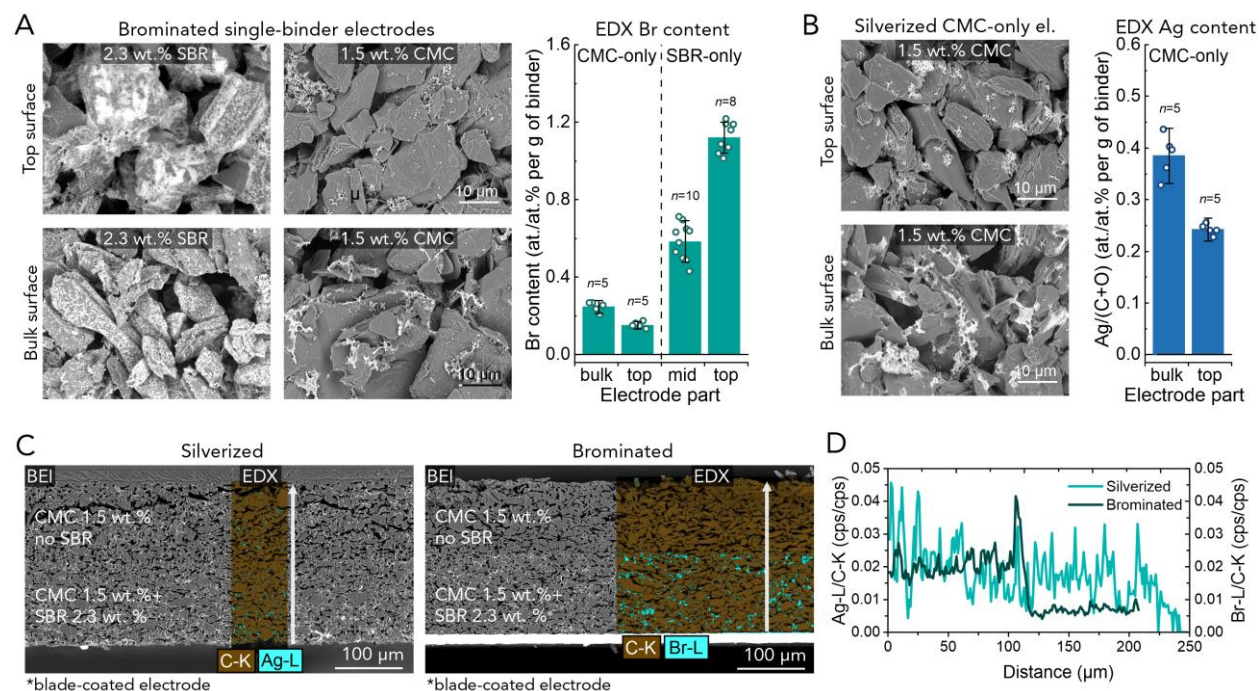 A
Brominated single-binder electrodes
Top surface
2.3 wt.% SBR
1.5 wt.% CMC
µ
10 µm
Bulk surface
2.3 wt.% SBR
1.5 wt.% CMC
10 µm
EDX Br content
Br content (at./at.% per g of binder)
1.6
1.2
0.8
0.4
0.0
CMC-only
SBR-only
n=5
n=5
n=10
n=8
bulk
top
mid
top
Electrode part
B
Silverized CMC-only el.
Top surface
1.5 wt.% CMC
10 µm
Bulk surface
1.5 wt.% CMC
10 µm
EDX Ag content
Ag/(C+O) (at./at.% per g of binder)
0.6
0.5
0.4
0.3
0.2
0.1
0.0
CMC-only
n=5
n=5
bulk
top
Electrode part
C
Silverized
BEI
EDX
CMC 1.5 wt.%
no SBR
CMC 1.5 wt.%+
SBR 2.3 wt. %
C-K
Ag-L
100 µm
*blade-coated electrode
Brominated
BEI
EDX
CMC 1.5 wt.%
no SBR
CMC 1.5 wt.%+
SBR 2.3 wt.%
C-K
Br-L
100 µm
*blade-coated electrode
D
Ag-L/C-K (cps/cps)
0.05
0.04
0.03
0.02
0.01
0.00
Silverized
Brominated
0.05
0.04
0.03
0.02
0.01
0.00
Br-L/C-K (cps/cps)
0
50
100
150
200
250
Distance (µm)